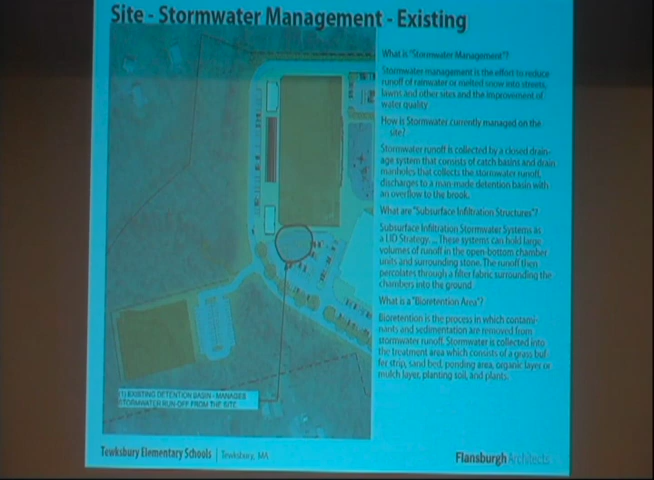 Site - Stormwater Management - Existing
What is "Stormwater Management"?
Stormwater management is the effort to reduce
runoff of rainwater or melted snow into streets,
lawns and other sites and the improvement of
water quality.
How is Stormwater currently managed on the
site?
Stormwater runoff is collected by a closed drain-
age system that consists of catch basins and drain
manholes that collects the stormwater runoff,
discharges to a man-made detention basin with
an overflow to the brook.
What are "Subsurface Infiltration Structures"?
Subsurface Infiltration Stormwater Systems as
a LID Strategy.... These systems can hold large
volumes of runoff in the open-bottom chamber
units and surrounding stone. The runoff then
percolates through a filter fabric surrounding the
chambers into the ground
What is a "Bioretention Area"?
Bioretention is the process in which contami-
nants and sedimentation are removed from
stormwater runoff. Stormwater is collected into
the treatment area which consists of a grass buf
fer strip, sand bed, ponding area, organic layer or
mulch layer, planting soil, and plants.
(1) EXISTING DETENTION BASIN - MANAGES
STORMWATER RUN-OFF FROM THE SITE
Tewksbury Elementary Schools | Tewksbury, MA
Flansburgh Architects